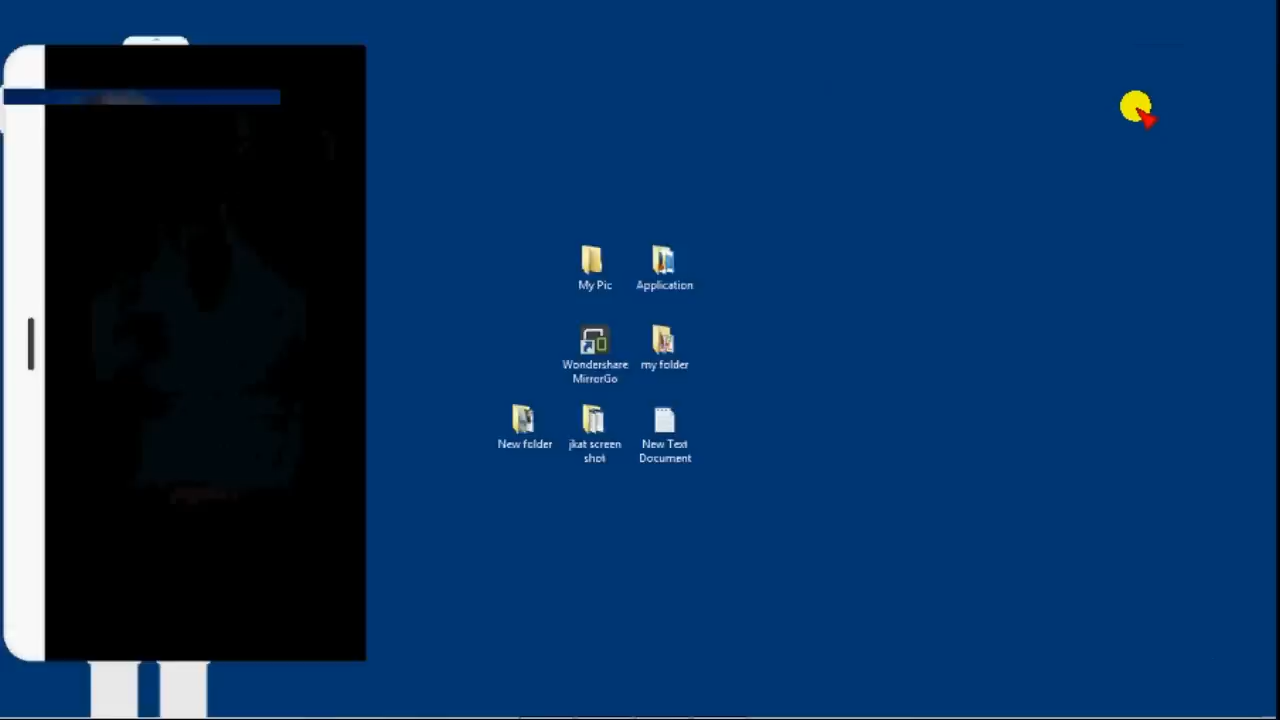 My Pic
Application
Wondershare
MirrorGo
my folder
New folder
jkat screen
shot
New Text
Document